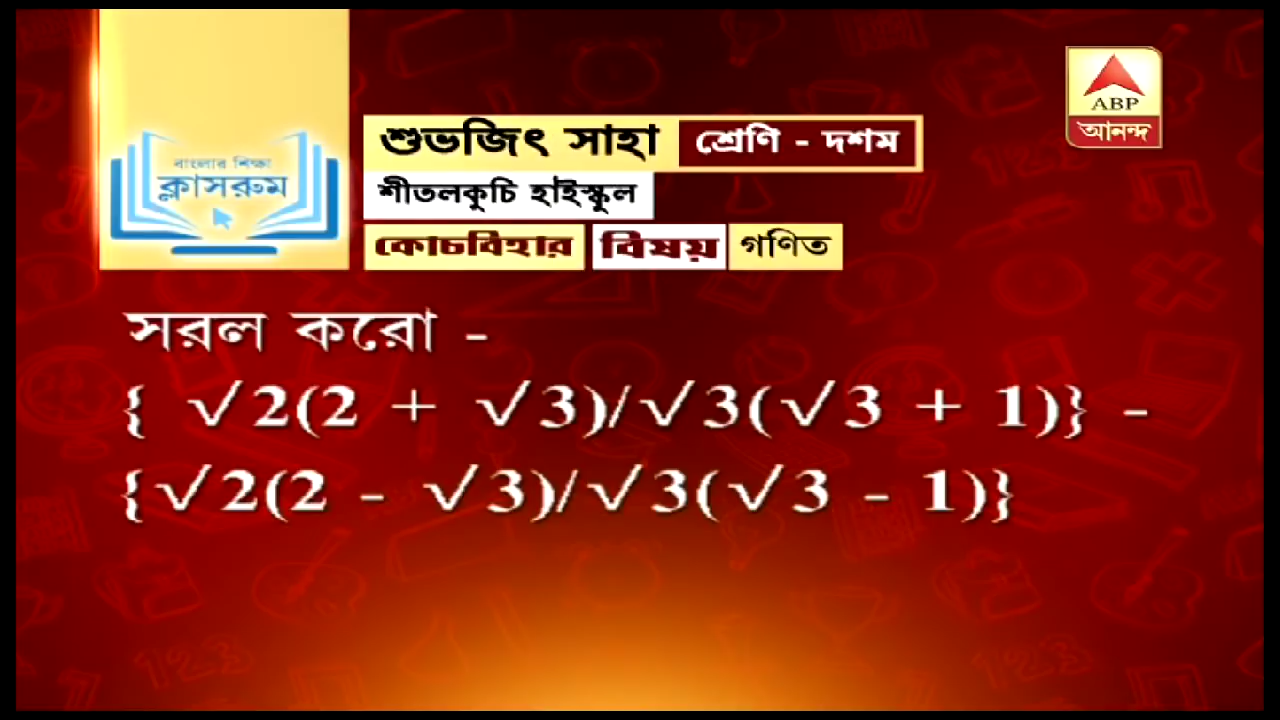 ABP
আনন্দ
বাংলার শিক্ষা
ক্লাসরুম
শুভজিৎ সাহা শ্রেণি - দশম
শীতলকুচি হাইস্কুল
কোচবিহার বিষয় গণিত
সরল করো -
{ √2(2 + √3)/√3(√3 + 1)} -
{√2(2 - √3)/√3(√3 - 1)}